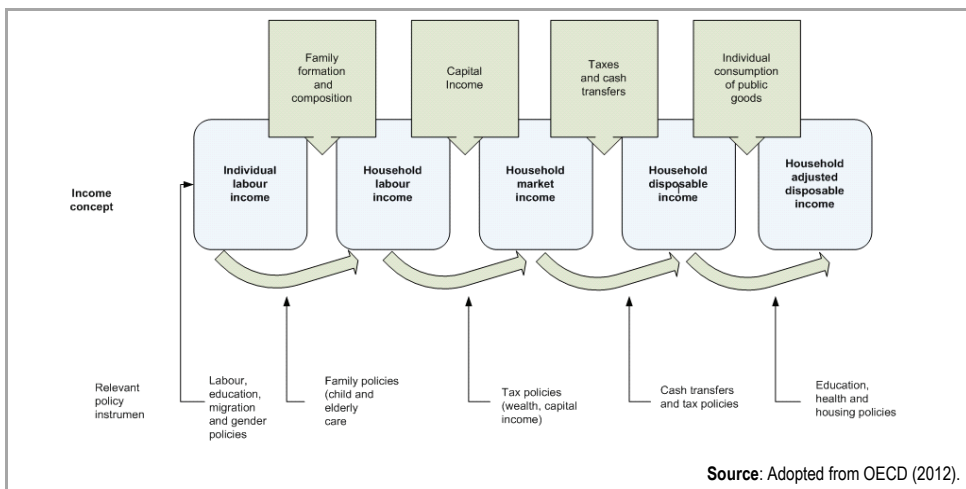 Family
formation
and
composition
Capital
Income
Taxes
and cash
transfers
Individual
consumption
of public
goods
Income
concept
Individual
labour
income
Household
labour
income
Household
market
income
Household
disposable
income
Household
adjusted
disposable
income
Relevant
policy
instrumen
Labour,
education,
migration
and gender
policies
Family policies
(child and
elderly
care
Tax policies
(wealth, capital
income)
Cash transfers
and tax policies
Education,
health and
housing policies
Source: Adopted from OECD (2012).